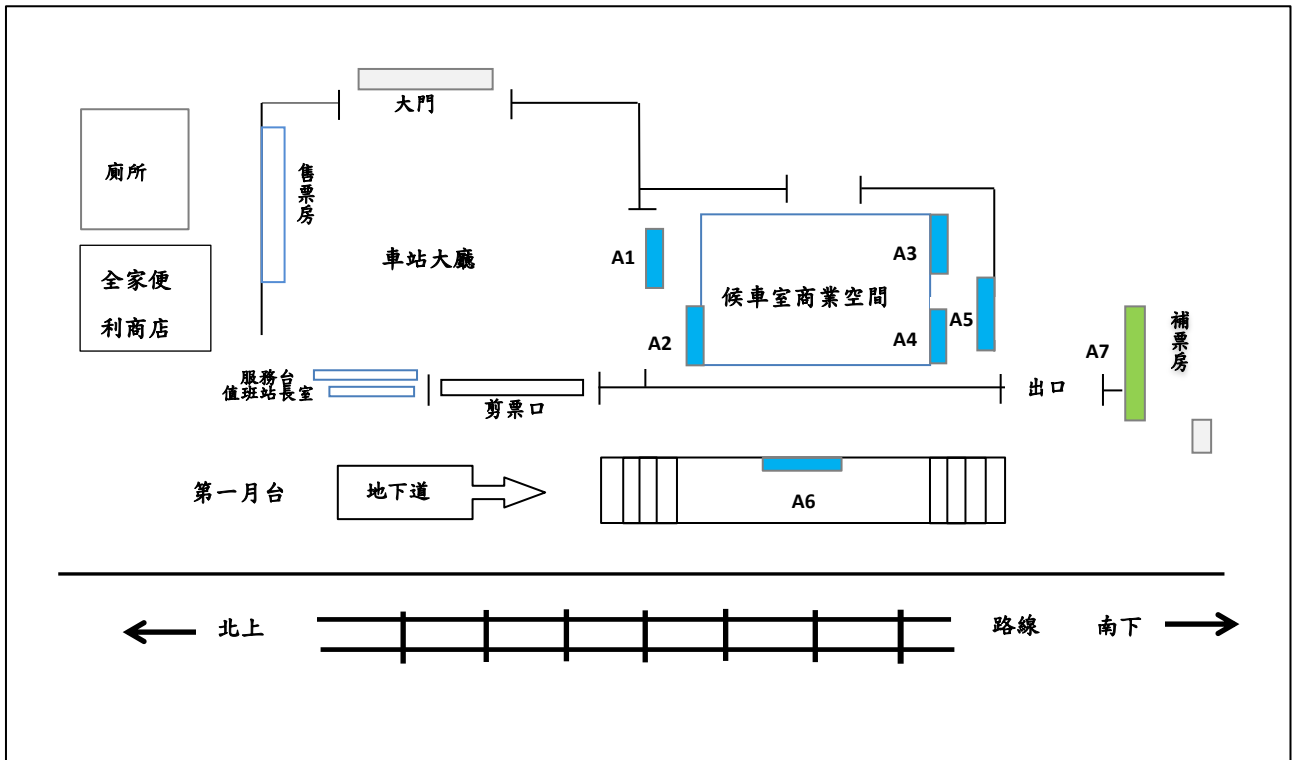 大門
廁所
售票房
車站大廳
A1
A3
全家便
利商店
候車室商業空間
A2
A4
A5
A7
補票房
服務台
值班站長室
剪票口
出口
第一月台
地下道
A6
北上
路線
南下